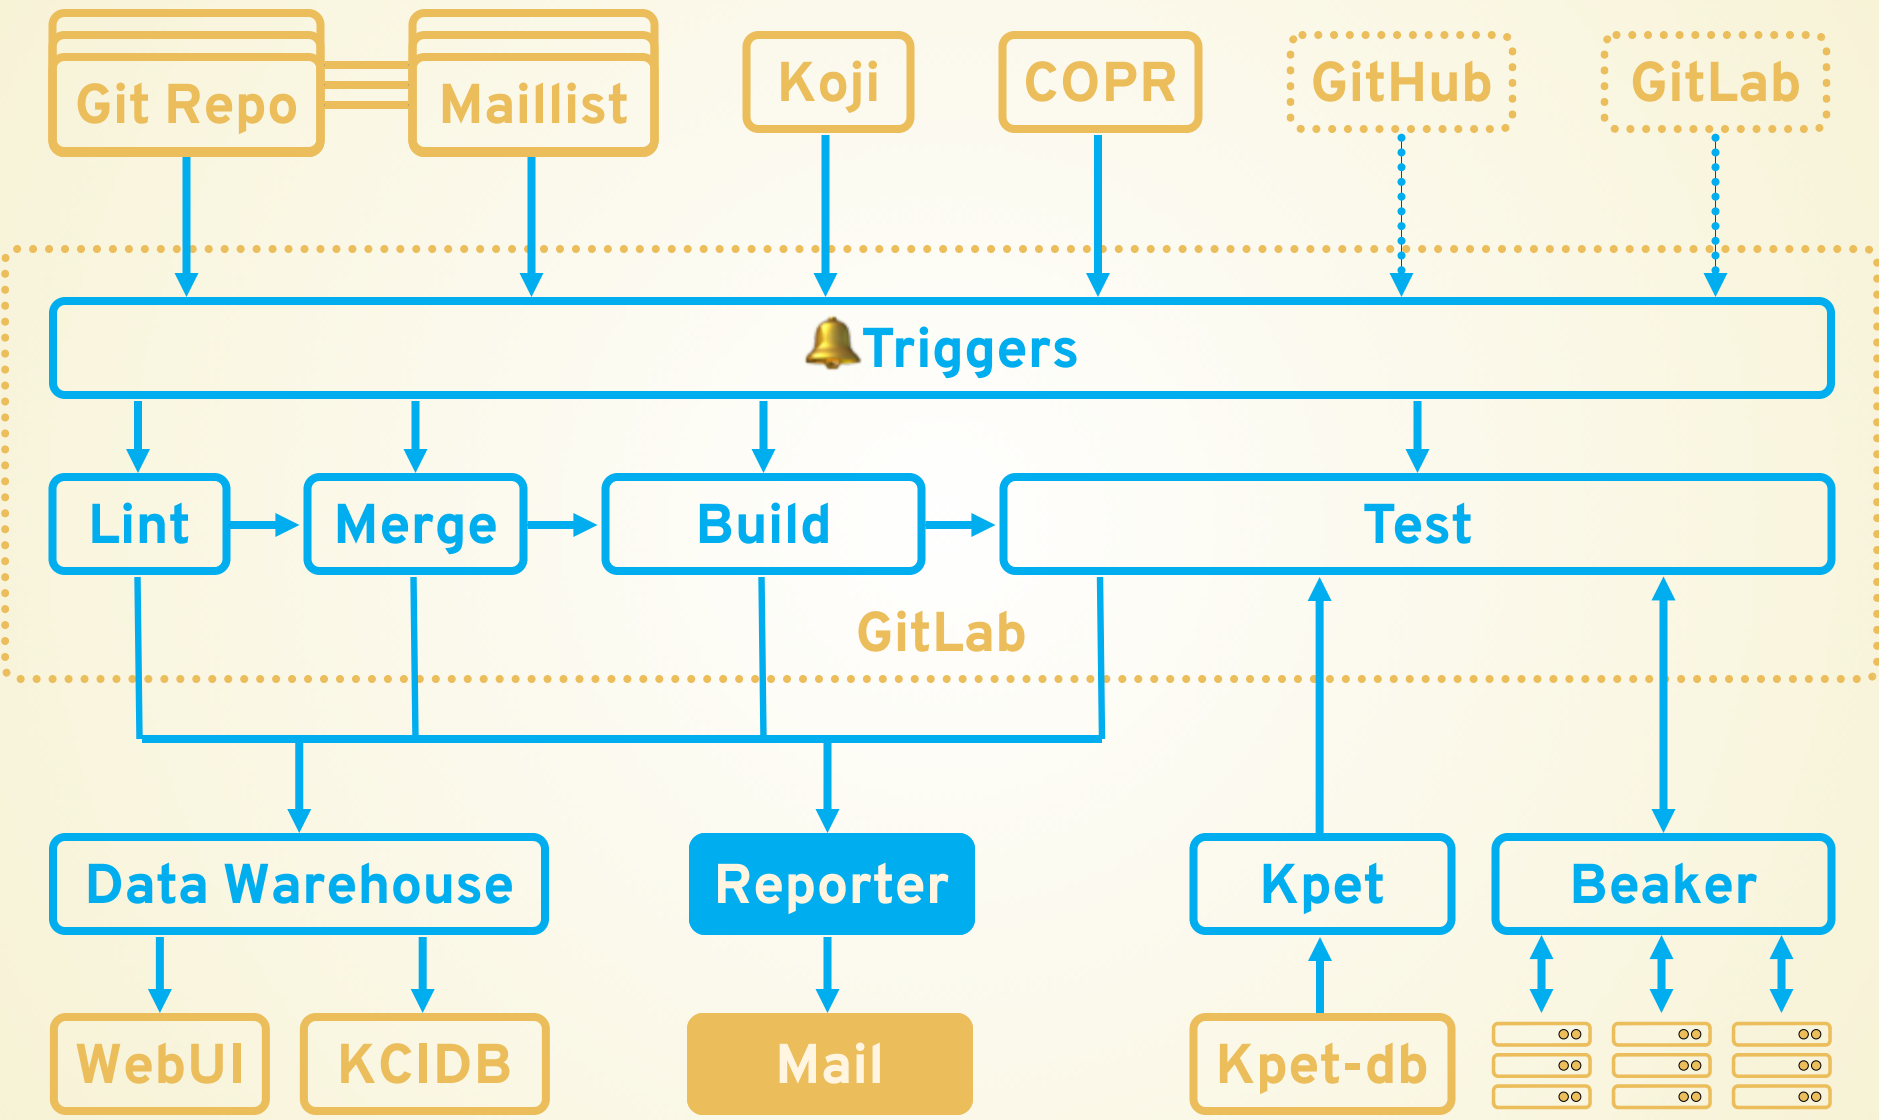 Git Repo
Maillist
Koji
COPR
GitHub
GitLab
Triggers
Lint
Merge
Build
Test
GitLab
Data Warehouse
Reporter
Kpet
Beaker
WebUI
KCIDB
Mail
Kpet-db